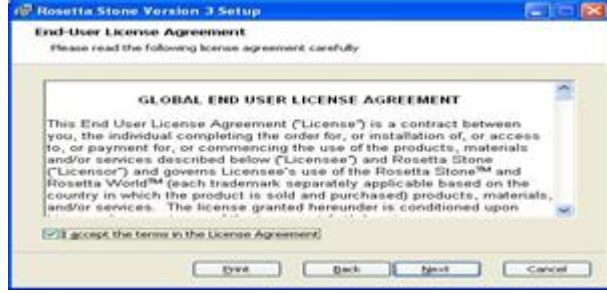 Rosetta Stone Version 3 Setup
End-User License Agreement
Please read the following license agreement carefully
GLOBAL END USER LICENSE AGREEMENT
This End User License Agreement ("License") is a contract between
you, the individual completing the order for, or installation of, or access
to, or payment for, or commencing the use of the products, materials
and/or services described below ("Licensee") and Rosetta Stone
("Licensor") and governs Licensee's use of the Rosetta Stone™ and
Rosetta World™ (each trademark separately applicable based on the
country in which the product is sold and purchased) products, materials,
and/or services. The license granted hereunder is conditioned upon
I accept the terms in the License Agreement
Print
Back
Next
Cancel